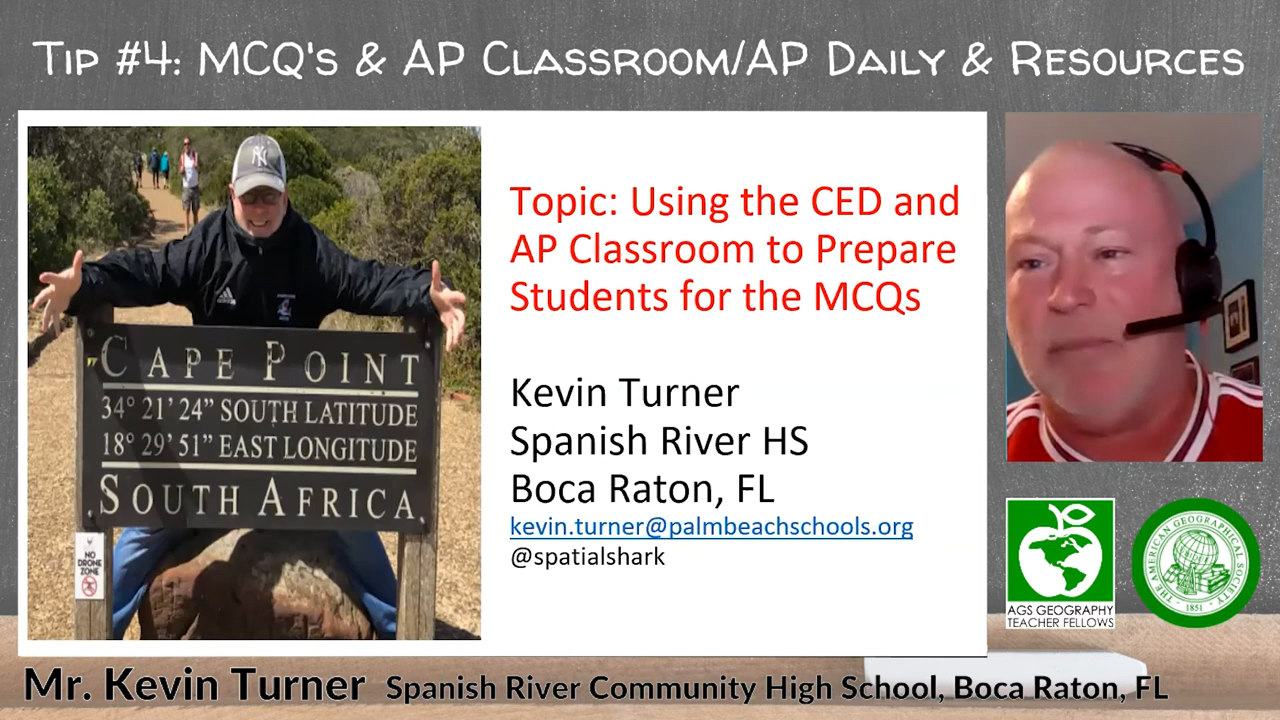 Tip #4: MCQ's & AP Classroom/AP Daily & Resources
NY
adidas
CAPE POINT
34° 21' 24" SOUTH LATITUDE
18° 29' 51" EAST LONGITUDE
SOUTH AFRICA
NO
DRONE
ZONE
Topic: Using the CED and
AP Classroom to Prepare
Students for the MCQs
Kevin Turner
Spanish River HS
Boca Raton, FL
kevin.turner@palmbeachschools.org
@spatialshark
AGS GEOGRAPHY
TEACHER FELLOWS
THE AMERICAN GEOGRAPHICAL SOCIETY
1851
Mr. Kevin Turner Spanish River Community High School, Boca Raton, FL